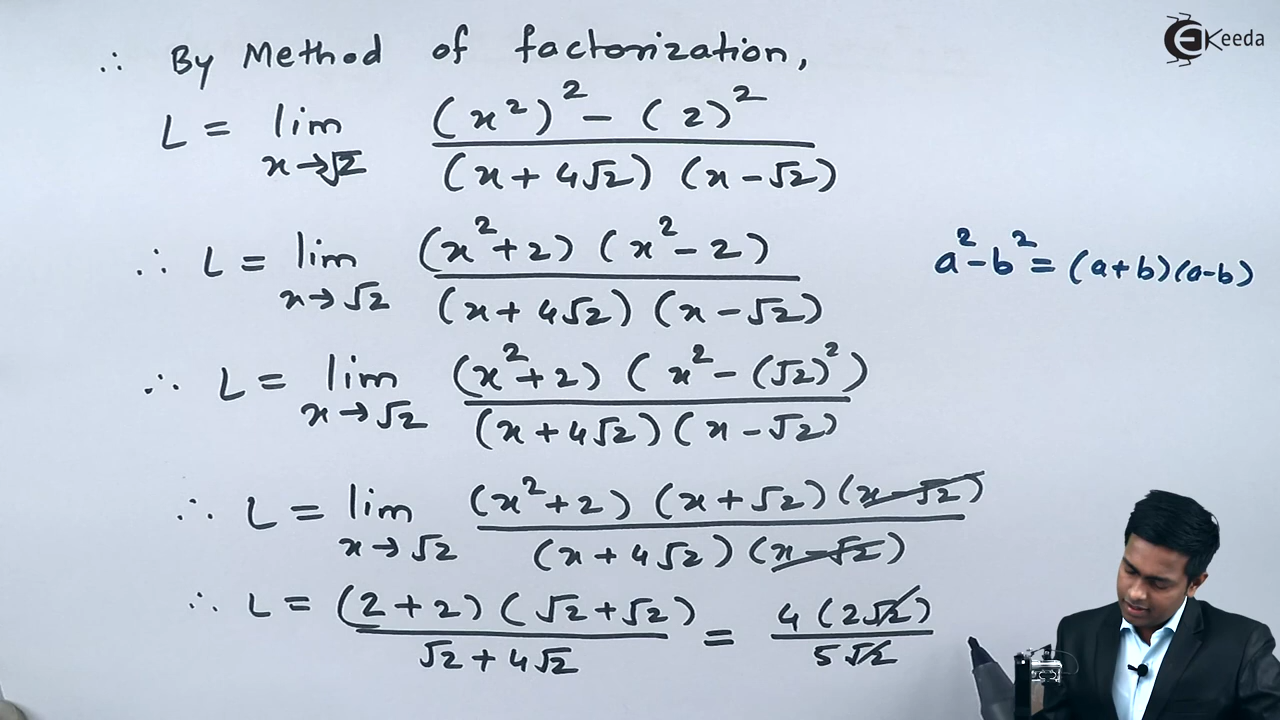 ∴ By Method of factorization,
EKeeda
L = lim x→√2 ((x²)² - (2)²) / ((x + 4√2) (x - √2))
∴ L = lim x→√2 ((x² + 2) (x² - 2)) / ((x + 4√2) (x - √2))
a² - b² = (a+b)(a-b)
∴ L = lim x→√2 ((x² + 2) (x² - (√2)²)) / ((x + 4√2) (x - √2))
∴ L = lim x→√2 ((x² + 2) (x + √2) (x - √2)) / ((x + 4√2) (x - √2))
∴ L = ((2 + 2) (√2 + √2)) / (√2 + 4√2) = (4 (2√2)) / (5√2)